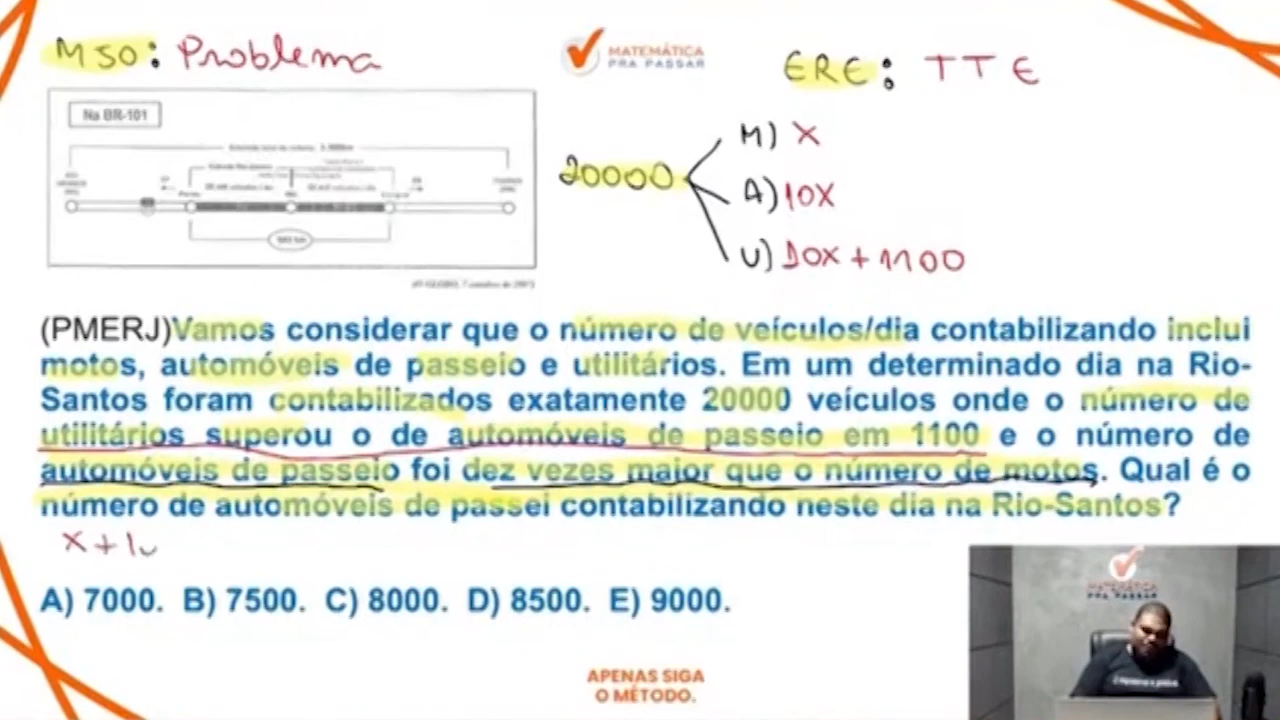 MSO: Problema
MATEMÁTICA
PRA PASSAR
ERE: TTE
Na BR-101
20000
M) X
A) 10X
U) 10X + 1100
(PMERJ)Vamos considerar que o número de veículos/dia contabilizando inclui
motos, automóveis de passeio e utilitários. Em um determinado dia na Rio-
Santos foram contabilizados exatamente 20000 veículos onde o número de
utilitários superou o de automóveis de passeio em 1100 e o número de
automóveis de passeio foi dez vezes maior que o número de motos. Qual é o
número de automóveis de passei contabilizando neste dia na Rio-Santos?
X + 1
A) 7000. B) 7500. C) 8000. D) 8500. E) 9000.
MATEMÁTICA
PRA PASSAR
APENAS SIGA
O MÉTODO.